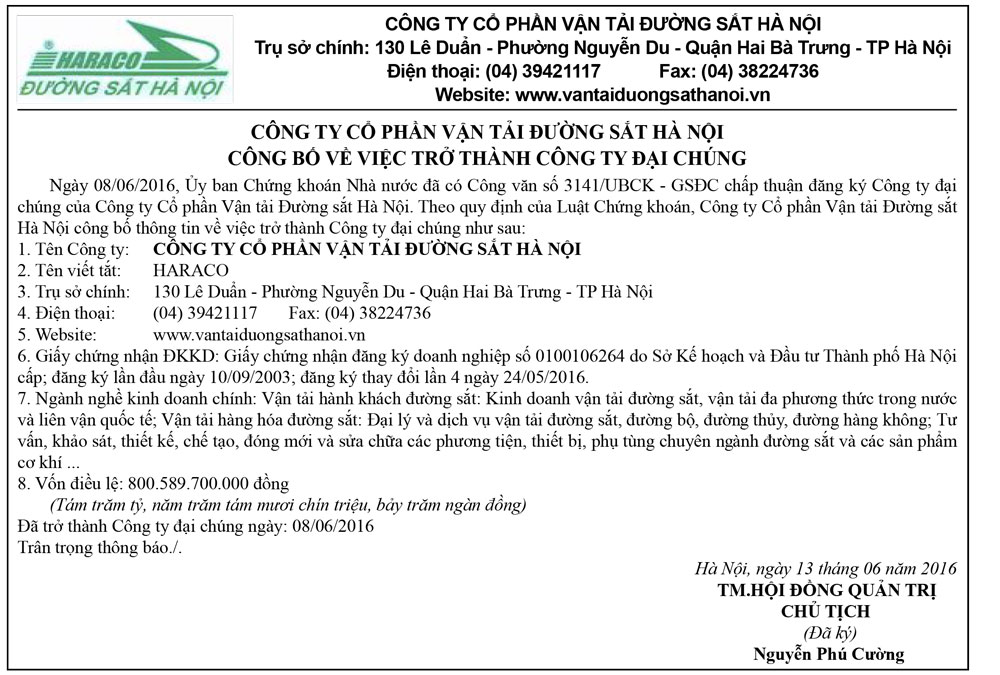 HARACO
ĐƯỜNG SẮT HÀ NỘI
CÔNG TY CỔ PHẦN VẬN TẢI ĐƯỜNG SẮT HÀ NỘI
Trụ sở chính: 130 Lê Duẩn - Phường Nguyễn Du - Quận Hai Bà Trưng - TP Hà Nội
Điện thoại: (04) 39421117 Fax: (04) 38224736
Website: www.vantaiduongsathanoi.vn
CÔNG TY CỔ PHẦN VẬN TẢI ĐƯỜNG SẮT HÀ NỘI
CÔNG BỐ VỀ VIỆC TRỞ THÀNH CÔNG TY ĐẠI CHÚNG
Ngày 08/06/2016, Ủy ban Chứng khoán Nhà nước đã có Công văn số 3141/UBCK - GSĐC chấp thuận đăng ký Công ty đại
chúng của Công ty Cổ phần Vận tải Đường sắt Hà Nội. Theo quy định của Luật Chứng khoán, Công ty Cổ phần Vận tải Đường sắt
Hà Nội công bố thông tin về việc trở thành Công ty đại chúng như sau:
1. Tên Công ty: CÔNG TY CỔ PHẦN VẬN TẢI ĐƯỜNG SẮT HÀ NỘI
2. Tên viết tắt: HARACO
3. Trụ sở chính: 130 Lê Duẩn - Phường Nguyễn Du - Quận Hai Bà Trưng - TP Hà Nội
4. Điện thoại: (04) 39421117 Fax: (04) 38224736
5. Website: www.vantaiduongsathanoi.vn
6. Giấy chứng nhận ĐKKD: Giấy chứng nhận đăng ký doanh nghiệp số 0100106264 do Sở Kế hoạch và Đầu tư Thành phố Hà Nội
cấp; đăng ký lần đầu ngày 10/09/2003; đăng ký thay đổi lần 4 ngày 24/05/2016.
7. Ngành nghề kinh doanh chính: Vận tải hành khách đường sắt: Kinh doanh vận tải đường sắt, vận tải đa phương thức trong nước
và liên vận quốc tế; Vận tải hàng hóa đường sắt: Đại lý và dịch vụ vận tải đường sắt, đường bộ, đường thủy, đường hàng không; Tư
vấn, khảo sát, thiết kế, chế tạo, đóng mới và sửa chữa các phương tiện, thiết bị, phụ tùng chuyên ngành đường sắt và các sản phẩm
cơ khí ...
8. Vốn điều lệ: 800.589.700.000 đồng
(Tám trăm tỷ, năm trăm tám mươi chín triệu, bảy trăm ngàn đồng)
Đã trở thành Công ty đại chúng ngày: 08/06/2016
Trân trọng thông báo./.
Hà Nội, ngày 13 tháng 06 năm 2016
TM.HỘI ĐỒNG QUẢN TRỊ
CHỦ TỊCH
(Đã ký)
Nguyễn Phú Cường